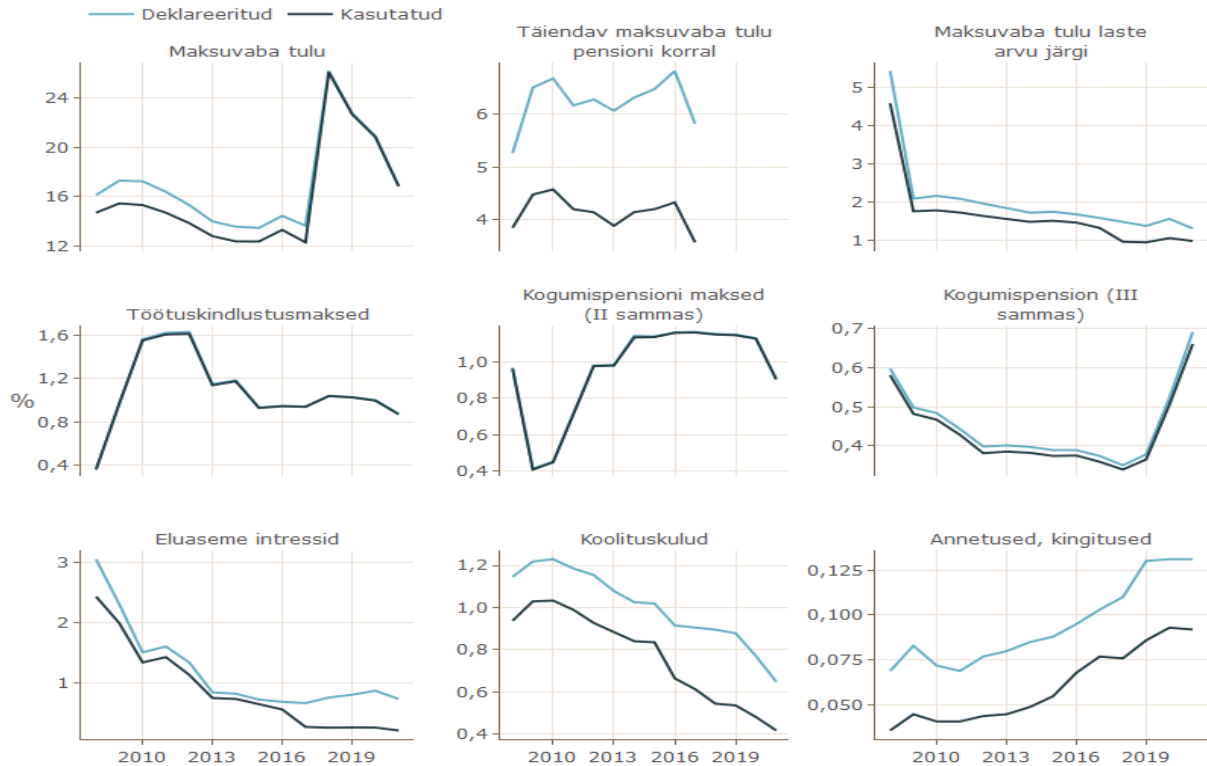 Deklareeritud Kasutatud
Maksuvaba tulu
Täiendav maksuvaba tulu
pensioni korral
Maksuvaba tulu laste
arvu järgi
24
20
16
12
6
5
4
5
4
3
2
1
Töötuskindlustusmaksed
Kogumispensioni maksed
(II sammas)
Kogumispension (III
sammas)
%
1,6
1,2
0,8
0,4
1,0
0,8
0,6
0,4
0,7
0,6
0,5
0,4
Eluaseme intressid
Koolituskulud
Annetused, kingitused
3
2
1
1,2
1,0
0,8
0,6
0,4
0,125
0,100
0,075
0,050
2010 2013 2016 2019
2010 2013 2016 2019
2010 2013 2016 2019